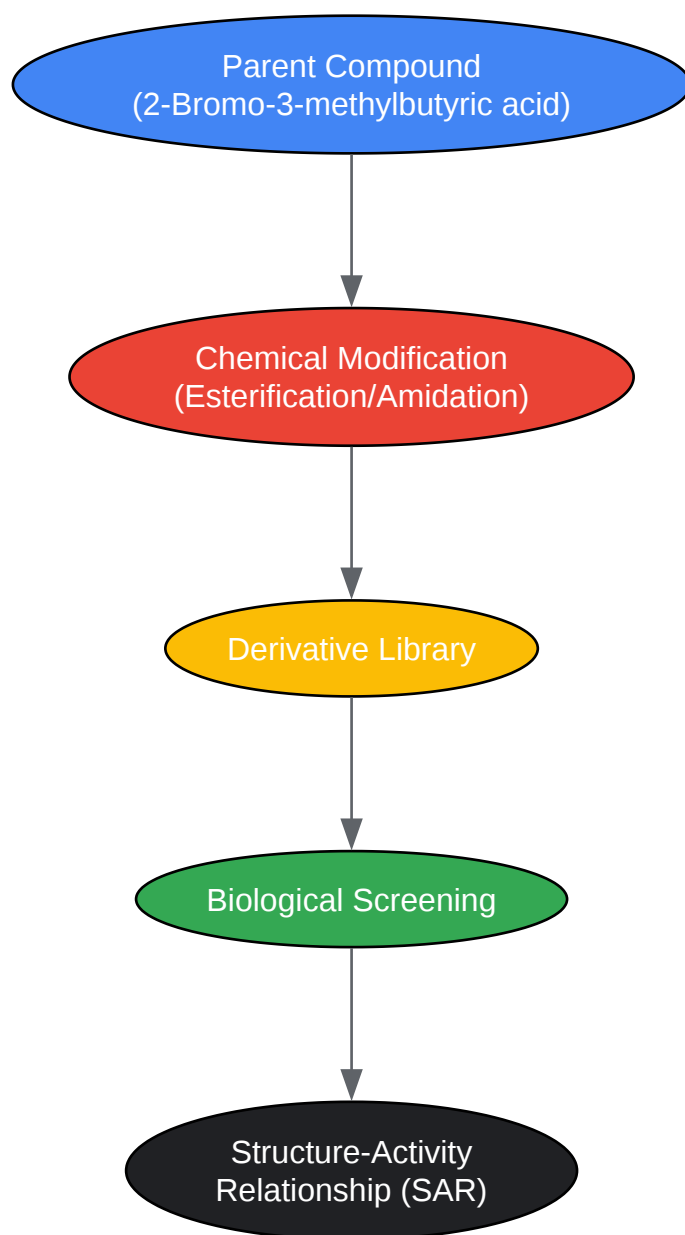 Parent Compound
(2-Bromo-3-methylbutyric acid)
Chemical Modification
(Esterification/Amidation)
Derivative Library
Biological Screening
Structure-Activity
Relationship (SAR)